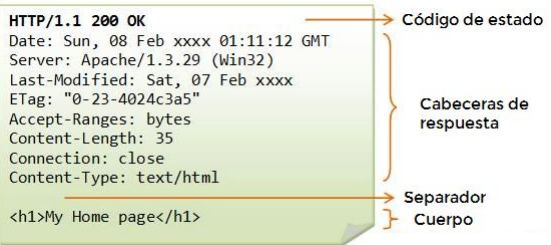 HTTP/1.1 200 OK
Date: Sun, 08 Feb xxxx 01:11:12 GMT
Server: Apache/1.3.29 (Win32)
Last-Modified: Sat, 07 Feb xxxx
ETag: "0-23-4024c3a5"
Accept-Ranges: bytes
Content-Length: 35
Connection: close
Content-Type: text/html
<h1>My Home page</h1>
Código de estado
Cabeceras de
respuesta
Separador
Cuerpo